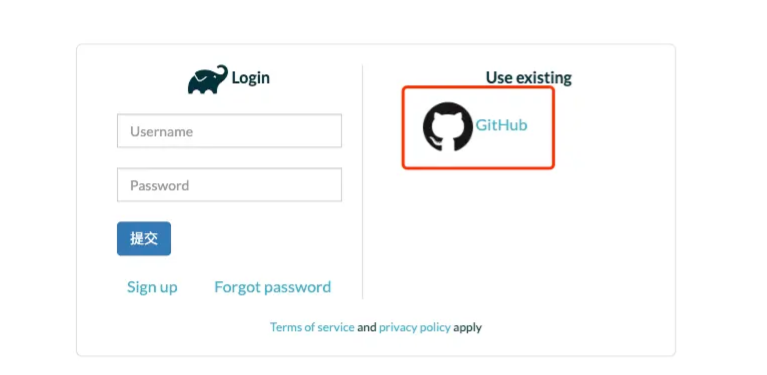 Login
Username
Password
提交
Sign up Forgot password
Use existing
GitHub
Terms of service and privacy policy apply